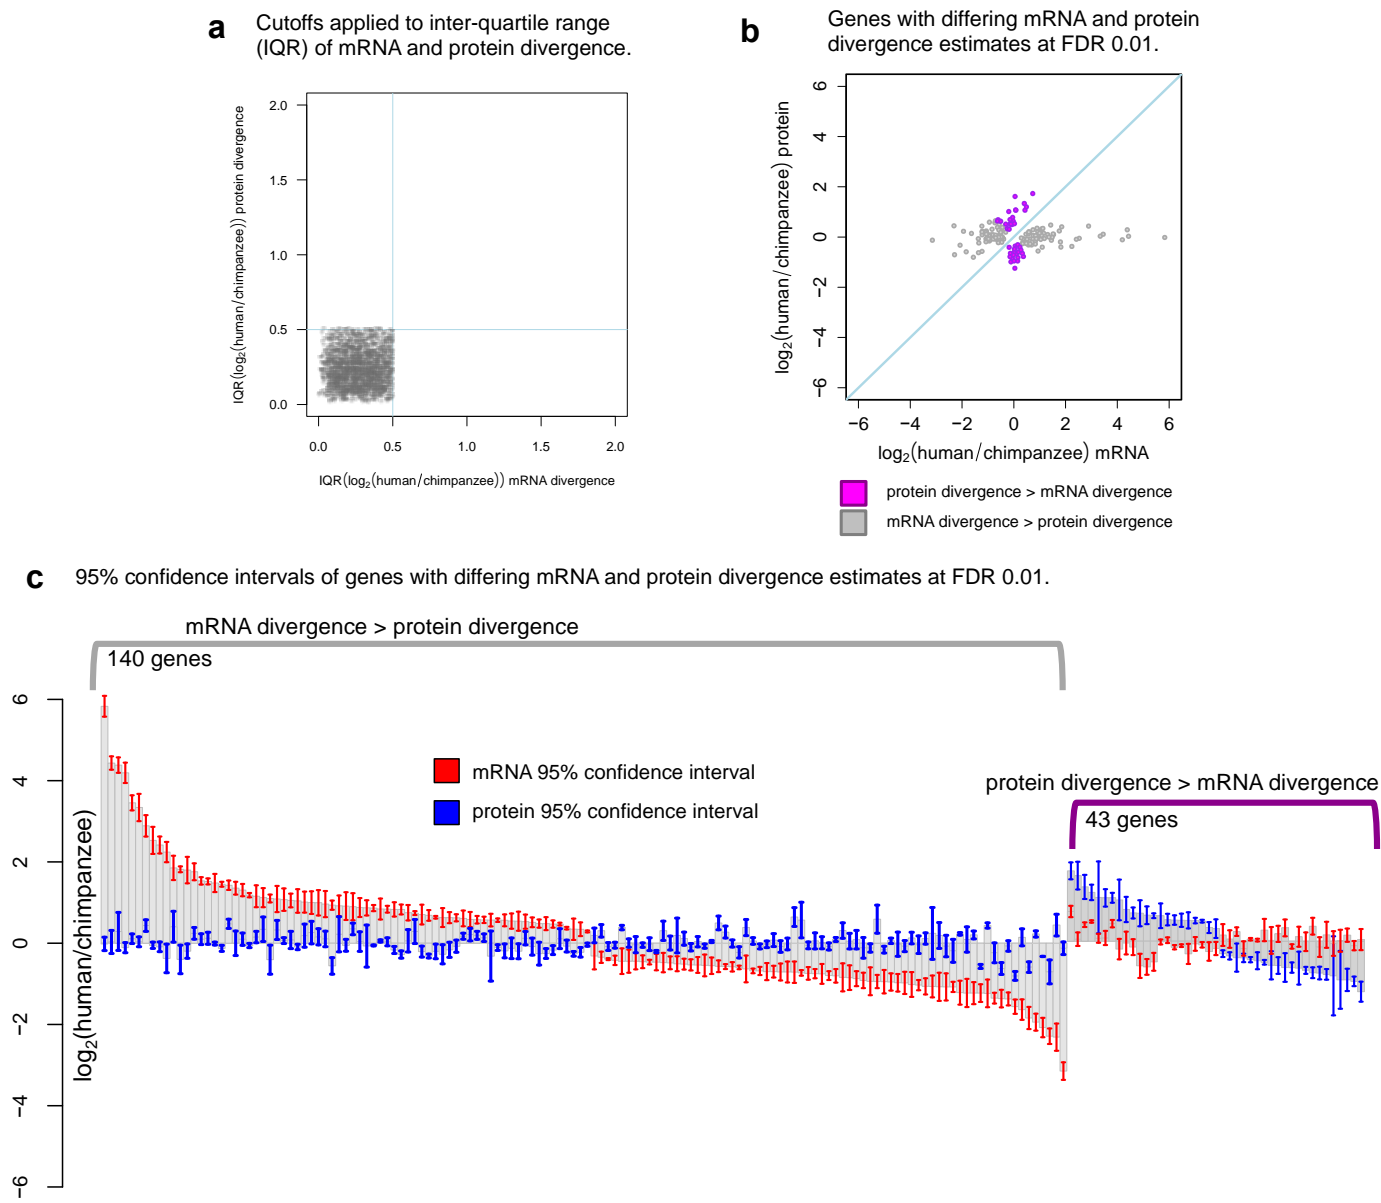 a
Cutoffs applied to inter-quartile range
(IQR) of mRNA and protein divergence.
IQR(log2(human/chimpanzee)) protein divergence
2.0
1.5
1.0
0.5
0.0
0.0 0.5 1.0 1.5 2.0
IQR(log2(human/chimpanzee)) mRNA divergence
b
Genes with differing mRNA and protein
divergence estimates at FDR 0.01.
log2(human/chimpanzee) protein
6
4
2
0
−2
−4
−6
−6 −4 −2 0 2 4 6
log2(human/chimpanzee) mRNA
protein divergence > mRNA divergence
mRNA divergence > protein divergence
c
95% confidence intervals of genes with differing mRNA and protein divergence estimates at FDR 0.01.
mRNA divergence > protein divergence
140 genes
mRNA 95% confidence interval
protein 95% confidence interval
protein divergence > mRNA divergence
43 genes
log2(human/chimpanzee)
6
4
2
0
−2
−4
−6